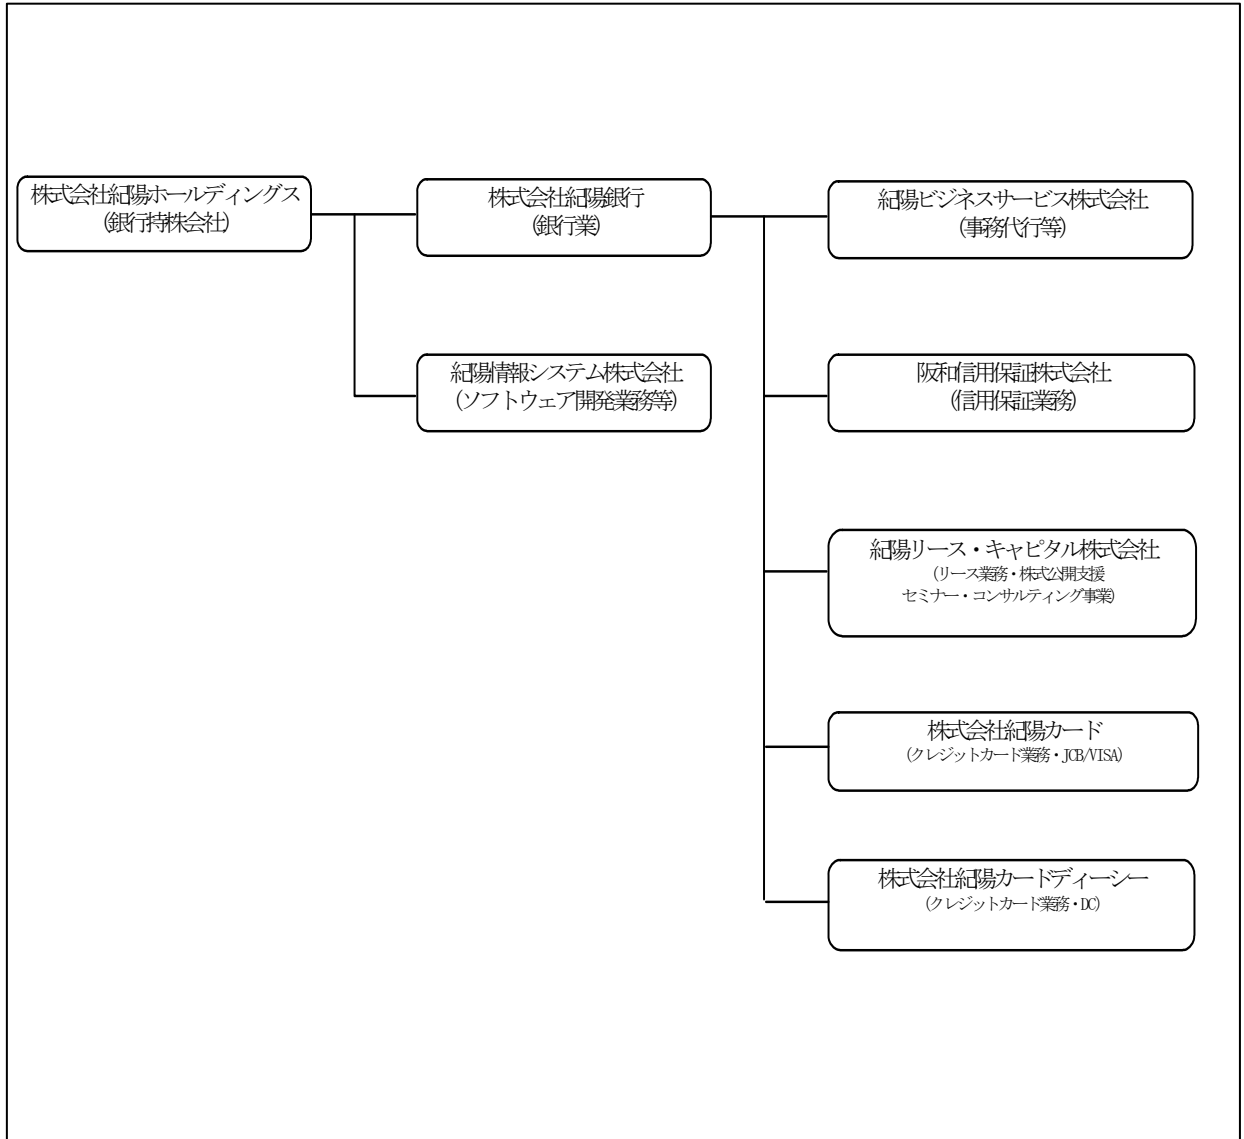 株式会社紀陽ホールディングス
(銀行持株会社)
株式会社紀陽銀行
(銀行業)
紀陽ビジネスサービス株式会社
(事務代行等)
紀陽情報システム株式会社
(ソフトウェア開発業務等)
阪和信用保証株式会社
(信用保証業務)
紀陽リース・キャピタル株式会社
(リース業務・株式公開支援
セミナー・コンサルティング事業)
株式会社紀陽カード
(クレジットカード業務・JCB/VISA)
株式会社紀陽カードディーシー
(クレジットカード業務・DC)